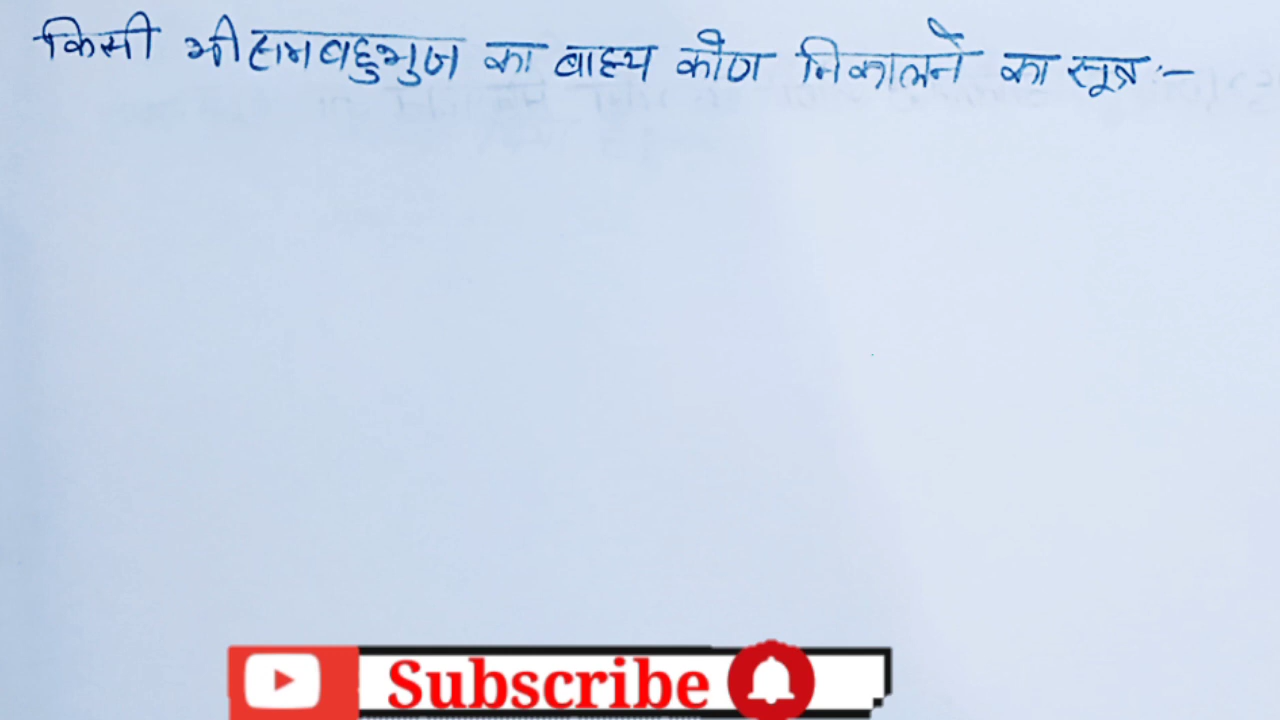 किसी भी समबहुभुज का बाह्य कोण निकालने का सूत्र :-
Subscribe